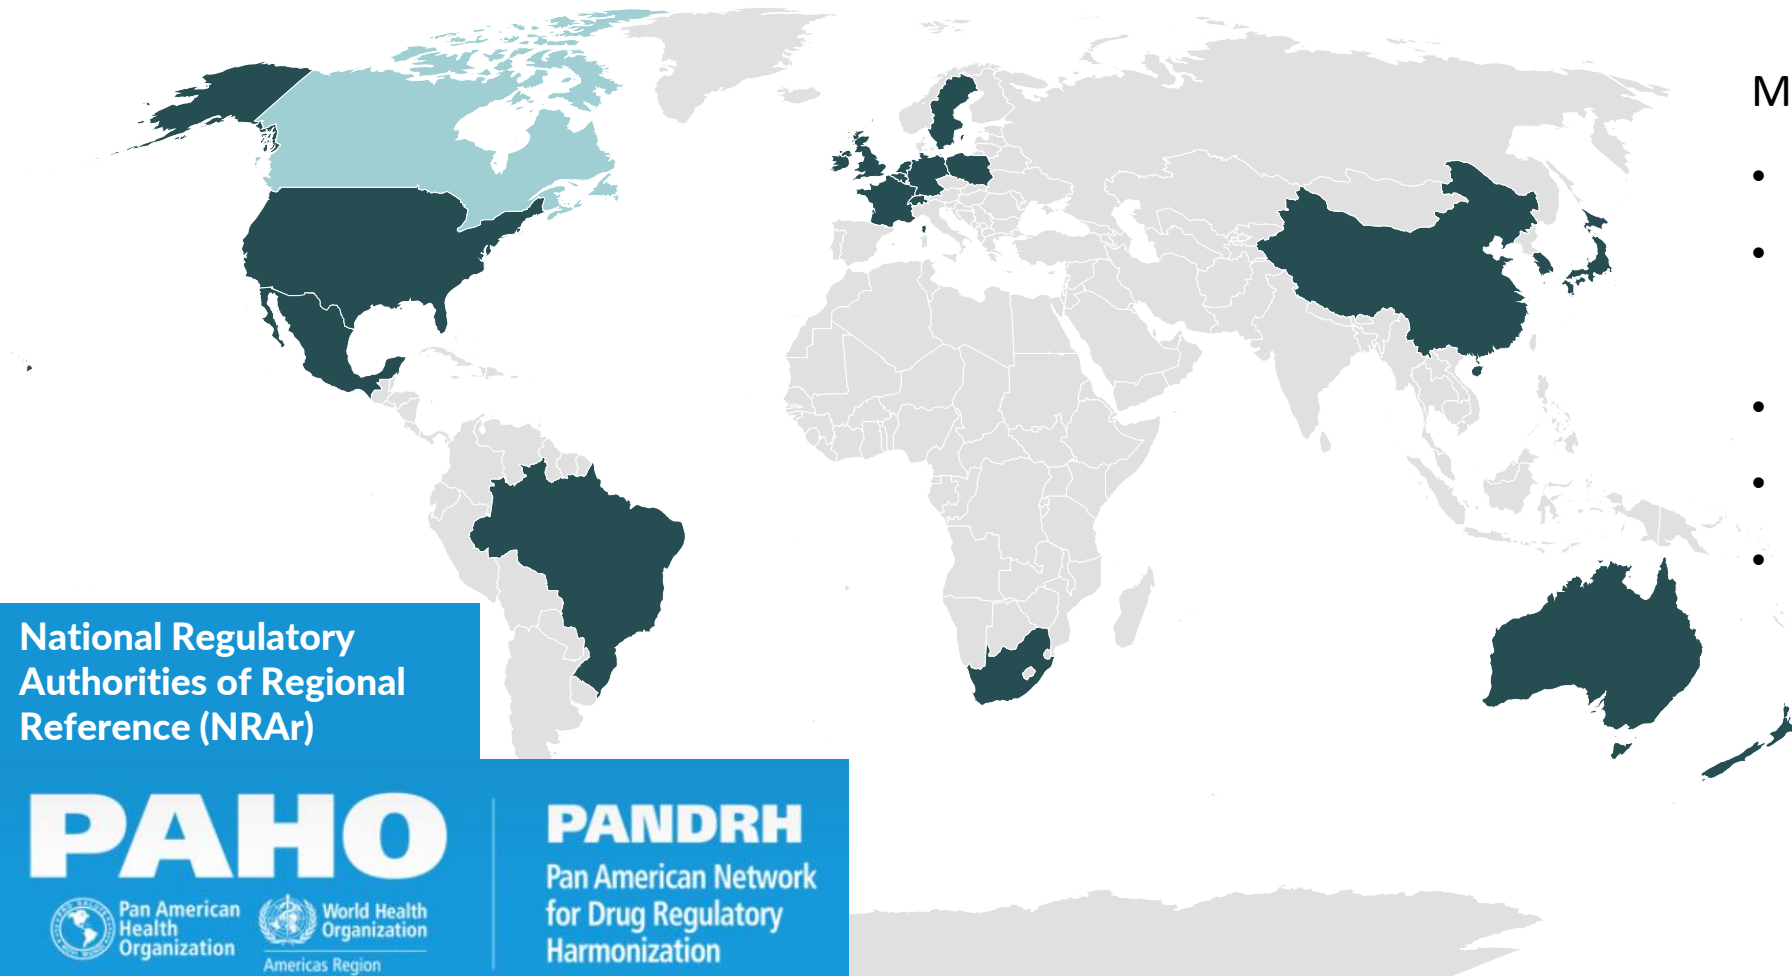 M
•
•
•
•
•
National Regulatory
Authorities of Regional
Reference (NRAr)
PAHO
Pan American
Health
Organization
World Health
Organization
Americas Region
PANDRH
Pan American Network
for Drug Regulatory
Harmonization